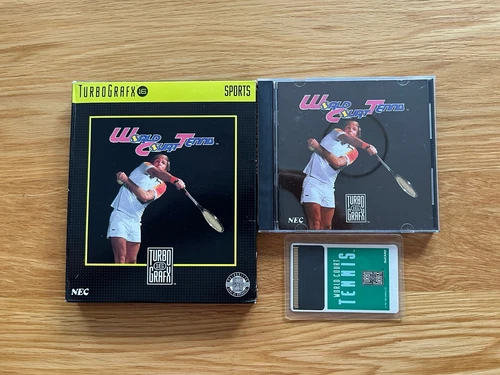 TURBOGRAFX 16
SPORTS
WORLD
COURT TENNIS
TURBO
GRAFX
NEC
WORLD
COURT TENNIS
TURBO
GRAFX
NEC
WORLD COURT
TENNIS